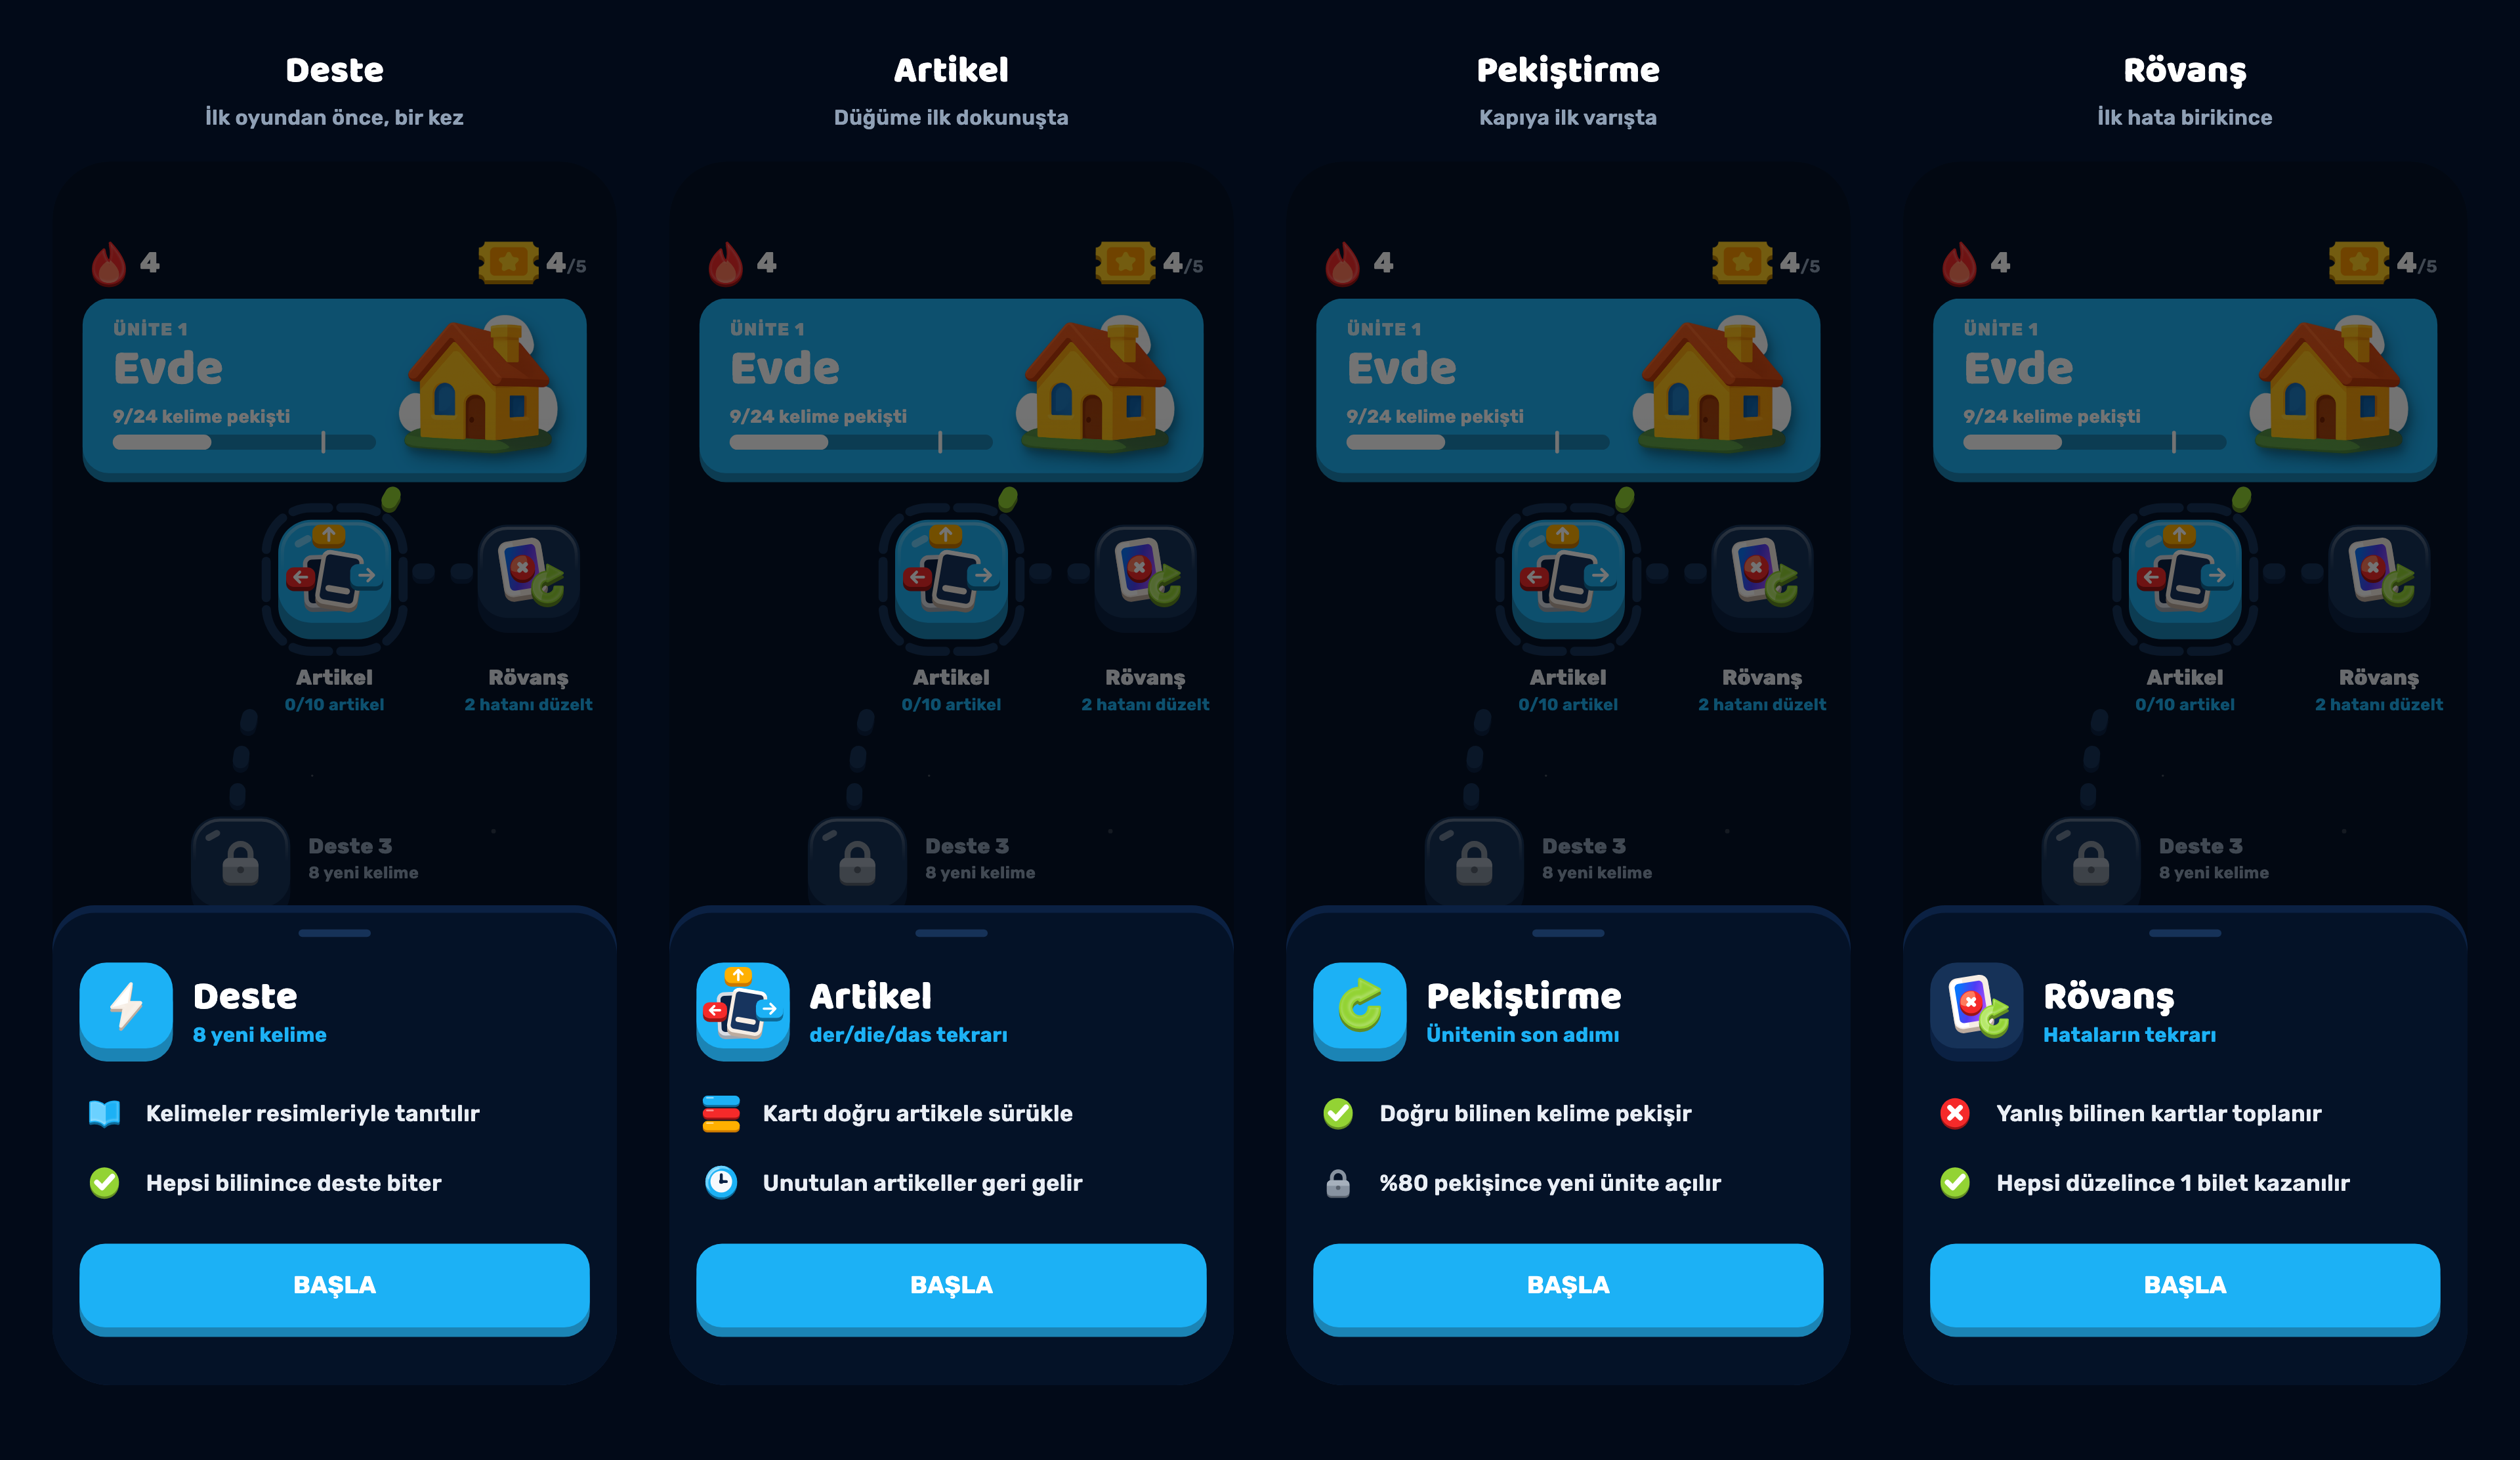 Deste
İlk oyundan önce, bir kez
4
4/5
ÜNİTE 1
Evde
9/24 kelime pekişti
Artikel
0/10 artikel
Rövanş
2 hatanı düzelt
Deste 3
8 yeni kelime
Deste
8 yeni kelime
Kelimeler resimleriyle tanıtılır
Hepsi bilinince deste biter
BAŞLA
Artikel
Düğüme ilk dokunuşta
4
4/5
ÜNİTE 1
Evde
9/24 kelime pekişti
Artikel
0/10 artikel
Rövanş
2 hatanı düzelt
Deste 3
8 yeni kelime
Artikel
der/die/das tekrarı
Kartı doğru artikele sürükle
Unutulan artikeller geri gelir
BAŞLA
Pekiştirme
Kapıya ilk varışta
4
4/5
ÜNİTE 1
Evde
9/24 kelime pekişti
Artikel
0/10 artikel
Rövanş
2 hatanı düzelt
Deste 3
8 yeni kelime
Pekiştirme
Ünitenin son adımı
Doğru bilinen kelime pekişir
%80 pekişince yeni ünite açılır
BAŞLA
Rövanş
İlk hata birikince
4
4/5
ÜNİTE 1
Evde
9/24 kelime pekişti
Artikel
0/10 artikel
Rövanş
2 hatanı düzelt
Deste 3
8 yeni kelime
Rövanş
Hataların tekrarı
Yanlış bilinen kartlar toplanır
Hepsi düzelince 1 bilet kazanılır
BAŞLA